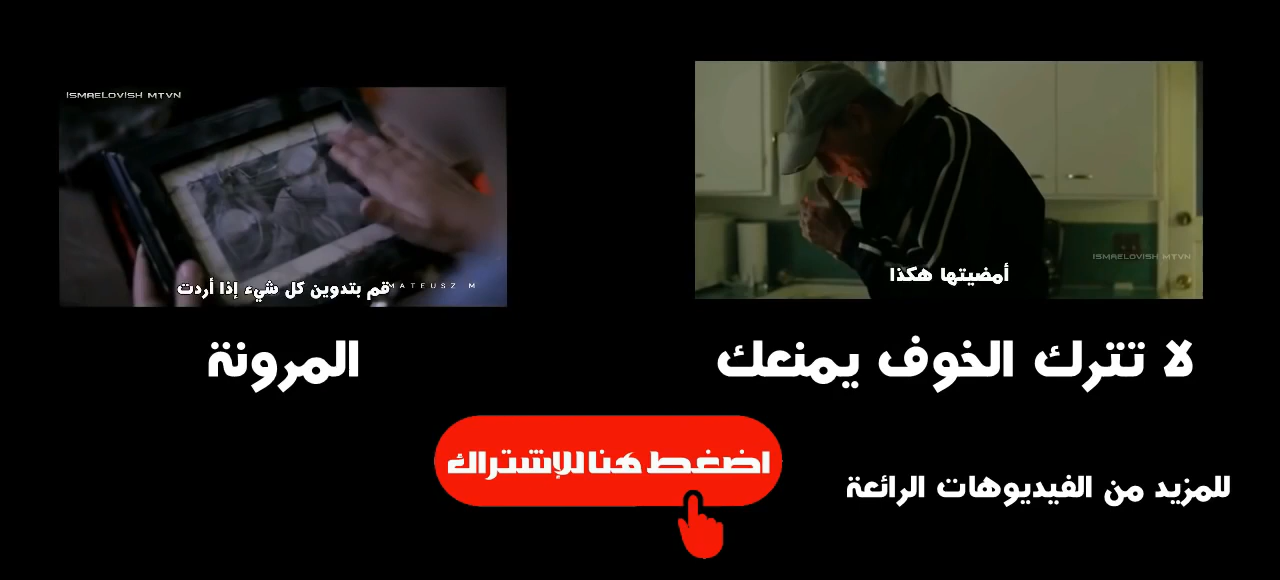 ISMAELOVISH MTVN
قم بتدوين كل شيء إذا أردت
MATEUSZ M
أمضيتها هكذا
ISMAELOVISH MTVN
المرونة
لا تترك الخوف يمنعك
اضغط هنا للإشتراك
للمزيد من الفيديوهات الرائعة